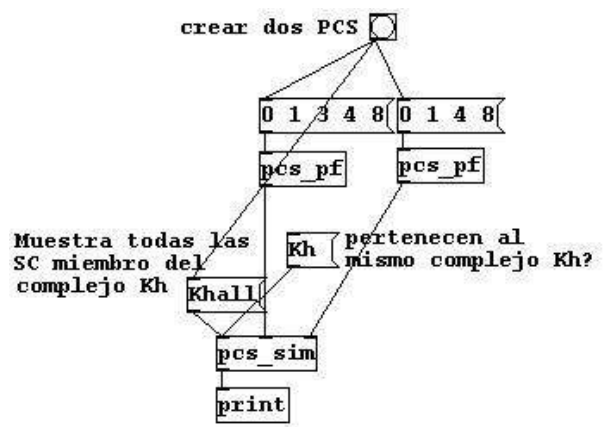 crear dos PCS
0 1 3 4 8
0 1 4 8
pcs_pf
pcs_pf
Muestra todas las
SC miembro del
complejo Kh
Kh
pertenecen al
mismo complejo Kh?
Khall
pcs_sim
print